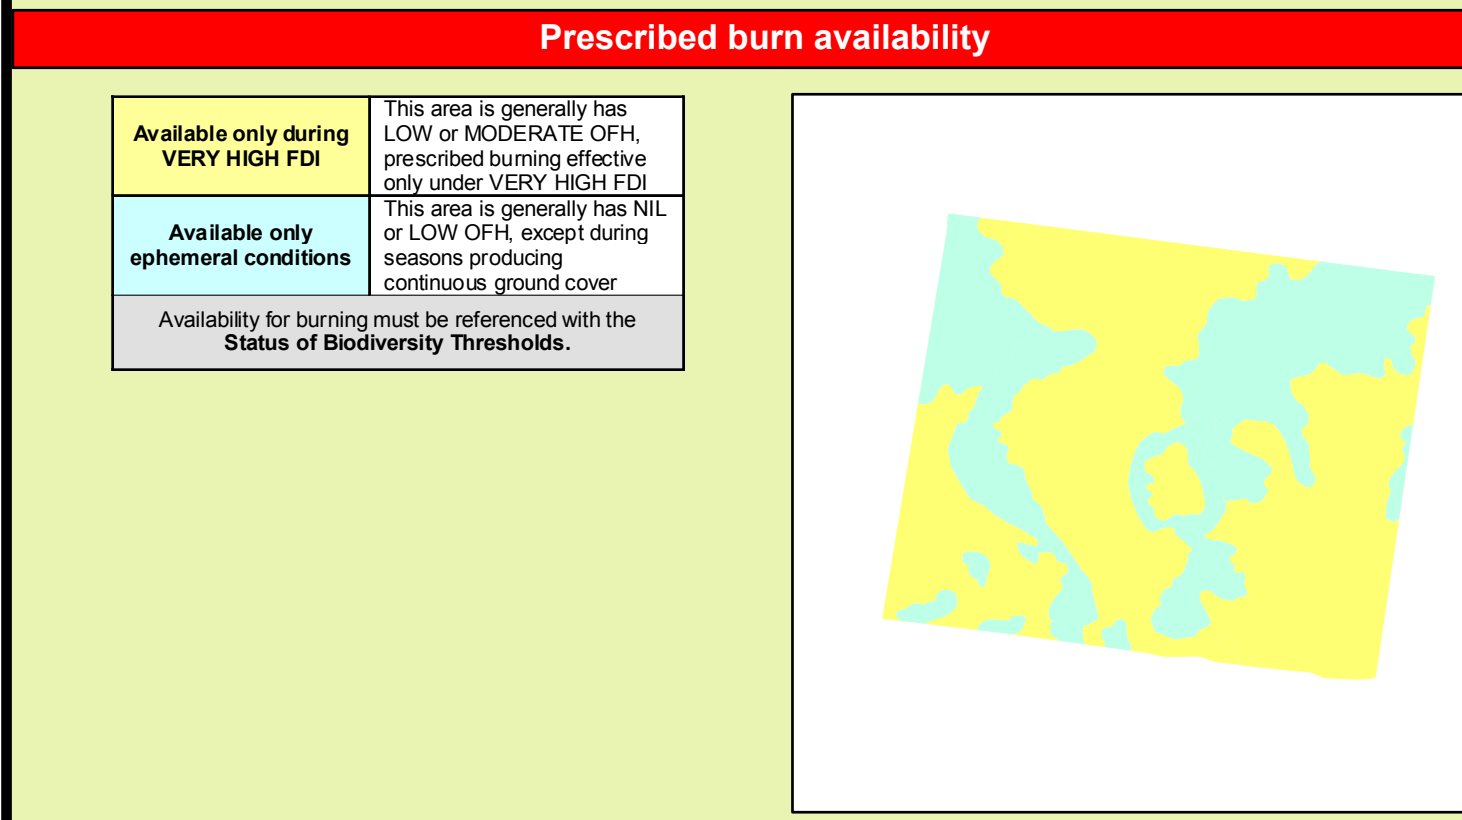 Prescribed burn availability
Available only during
VERY HIGH FDI
This area is generally has
LOW or MODERATE OFH,
prescribed burning effective
only under VERY HIGH FDI
Available only
ephemeral conditions
This area is generally has NIL
or LOW OFH, except during
seasons producing
continuous ground cover
Availability for burning must be referenced with the
Status of Biodiversity Thresholds.